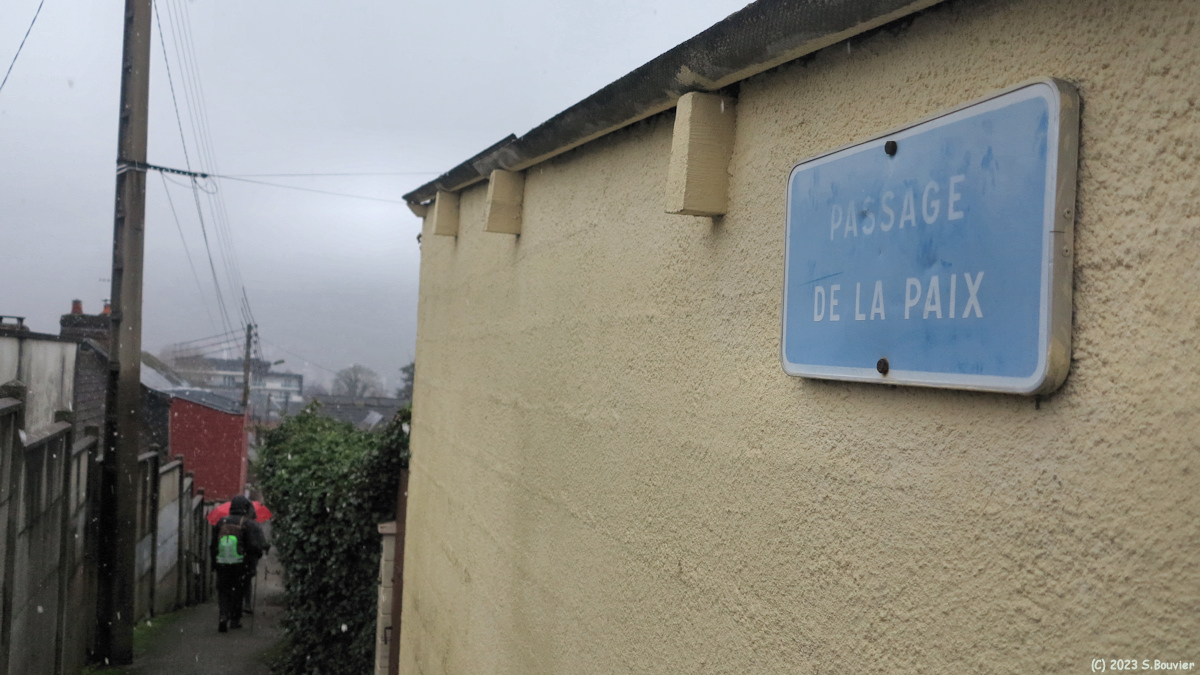 PASSAGE
DE LA PAIX
(C) 2023 S.Bouvier